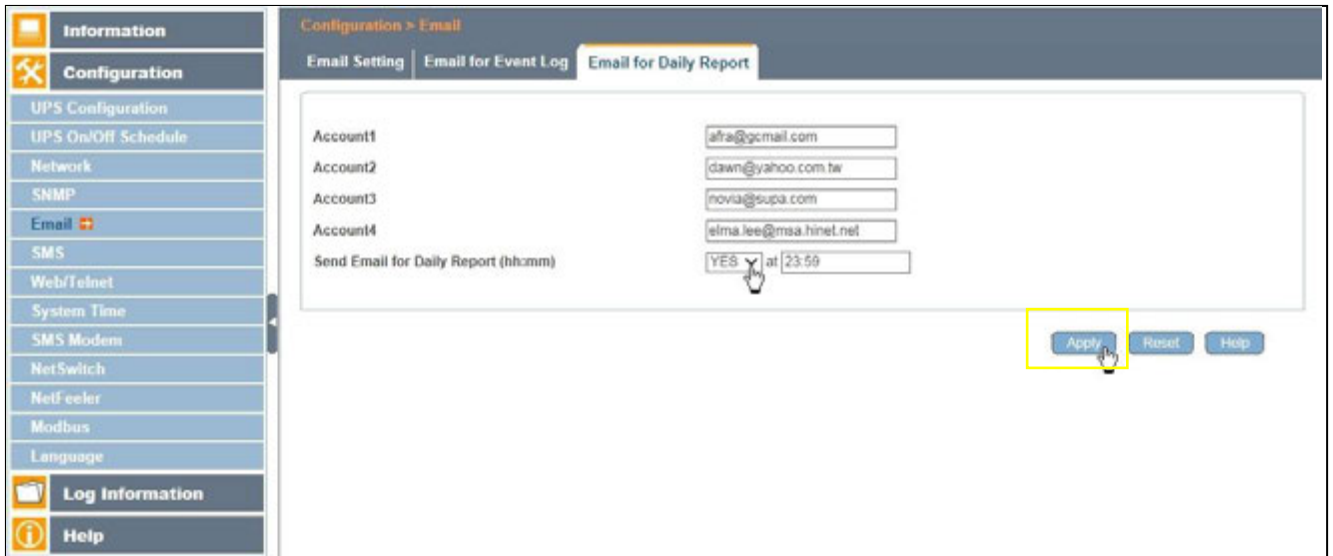 Information
Configuration
UPS Configuration
UPS On/Off Schedule
Network
SNMP
Email
SMS
Web/Telnet
System Time
SMS Modem
NetSwitch
NetFeeler
Modbus
Language
Log Information
Help
Configuration > Email
Email Setting Email for Event Log Email for Daily Report
Account1 afra@gcmail.com
Account2 dawn@yahoo.com.tw
Account3 novia@supa.com
Account4 elma.lee@msa.hinet.net
Send Email for Daily Report (hh:mm) YES at 23:59
Apply Reset Help